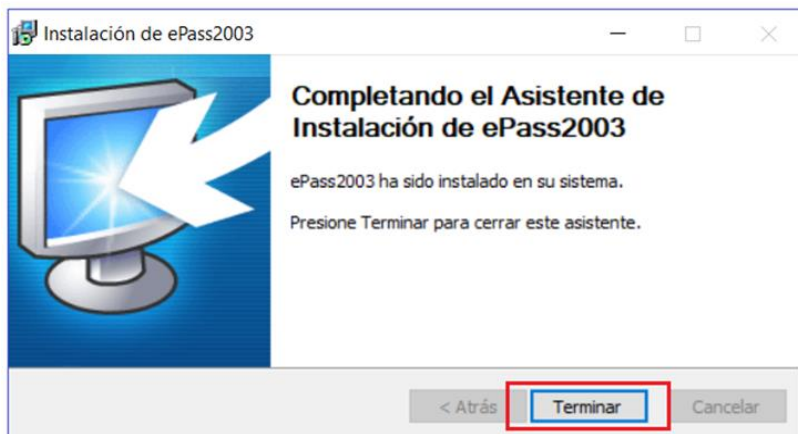 Instalación de ePass2003
Completando el Asistente de
Instalación de ePass2003
ePass2003 ha sido instalado en su sistema.
Presione Terminar para cerrar este asistente.
< Atrás
Terminar
Cancelar